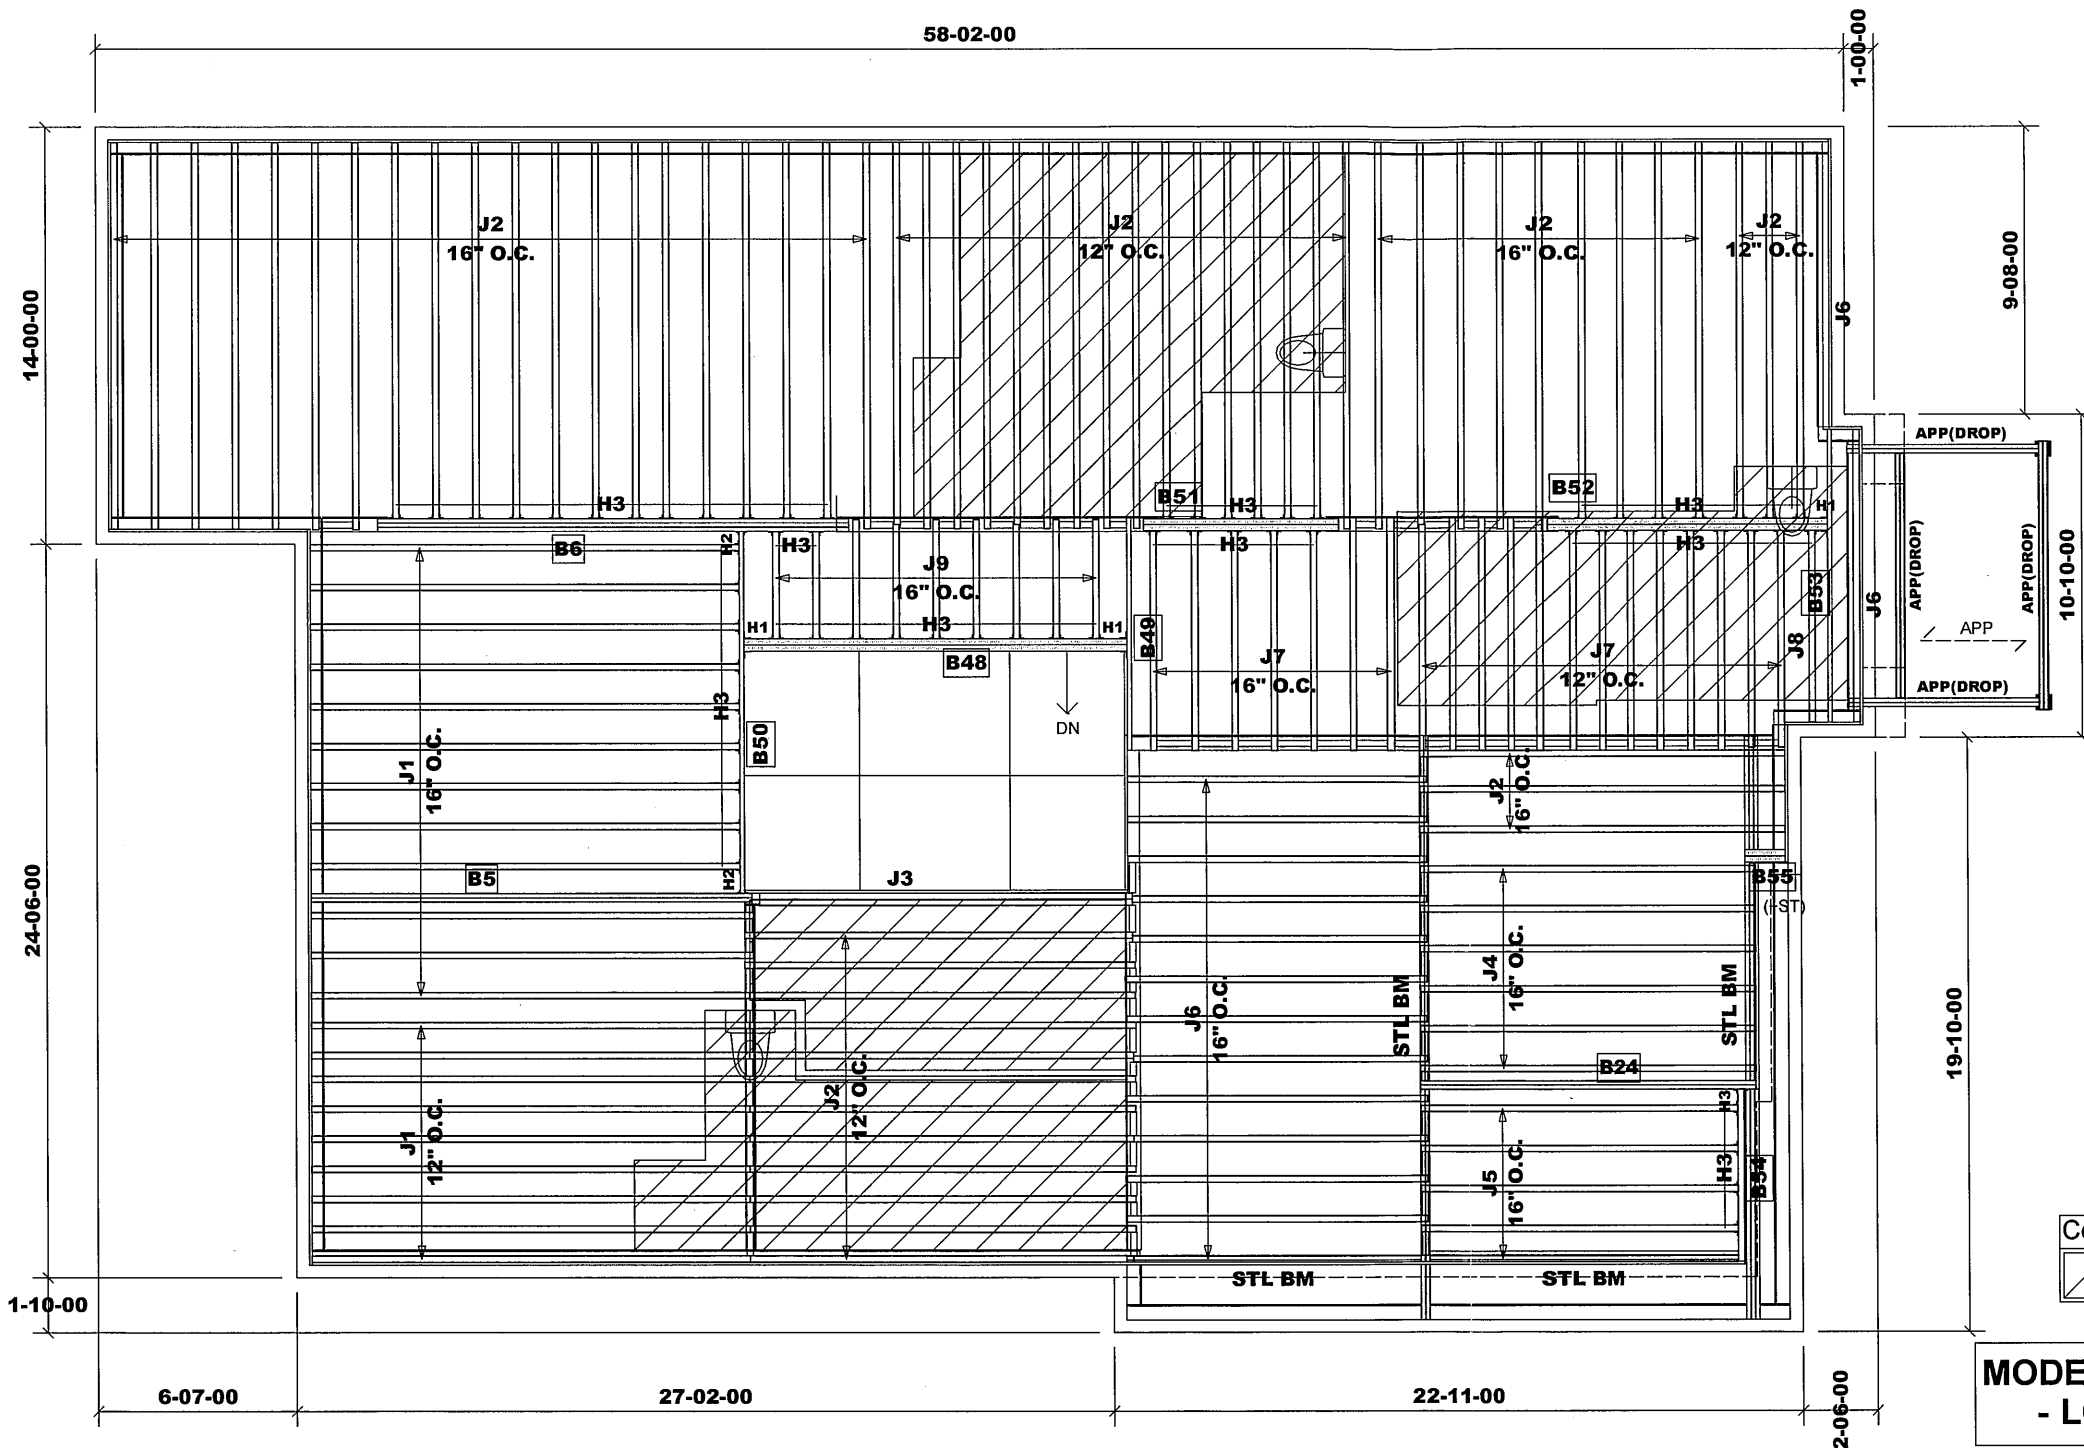 58-02-00
1-00-00
14-00-00
24-06-00
1-10-00
9-08-00
10-10-00
19-10-00
6-07-00
27-02-00
22-11-00
2-06-00
J2
16" O.C.
J2
12" O.C.
J2
16" O.C.
J2
12" O.C.
J6
APP(DROP)
H3
B51
H3
B52
H3
H1
B6
H2
H3
J9
16" O.C.
H3
H1
H1
B48
H3
B49
J7
16" O.C.
H3
J7
12" O.C.
J8
B53
J6
APP(DROP)
APP(DROP)
APP
APP(DROP)
DN
J1
16" O.C.
H3
B50
J2
16" O.C.
B5
H2
J3
B55
J6
16" O.C.
STL BM
J4
16" O.C.
STL BM
B24
J1
12" O.C.
J2
12" O.C.
H3
J5
16" O.C.
H3
B54
STL BM
STL BM
MODE